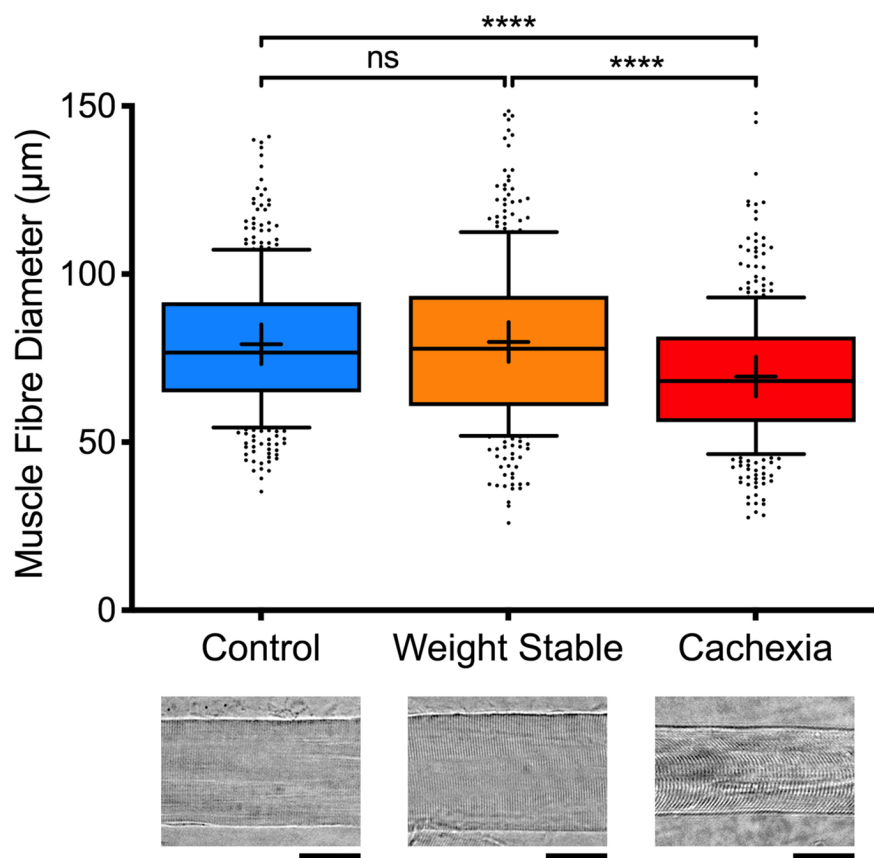 ****
ns ****
150
100
50
0
Muscle Fibre Diameter (µm)
Control Weight Stable Cachexia